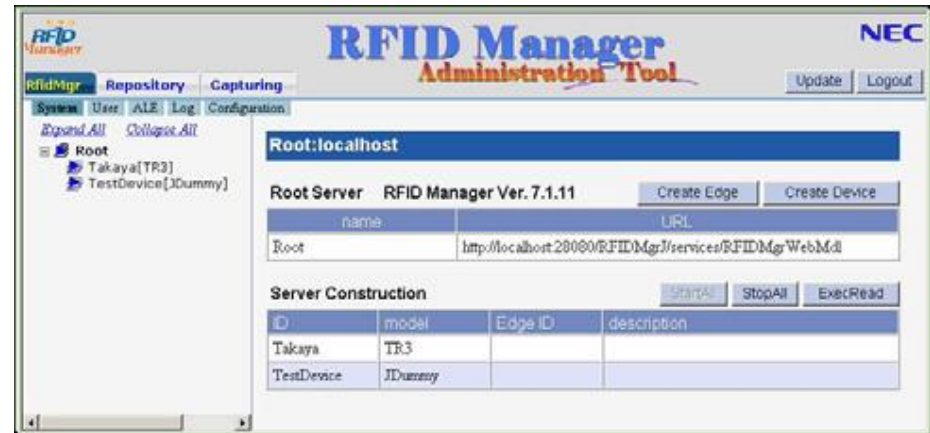 RFID
Manager
RFID Manager
Administration Tool
NEC
RfidMgr Repository Capturing
Update Logout
System User ALE Log Configuration
Expand All Collapse All
Root
Takaya[TR3]
TestDevice[JDummy]
Root:localhost
Root Server RFID Manager Ver. 7.1.11 Create Edge Create Device
name URL
Root http://localhost:28080/RFIDMgrJ/services/RFIDMgrWebMdl
Server Construction StartAll StopAll ExecRead
ID model Edge ID description
Takaya TR3
TestDevice JDummy